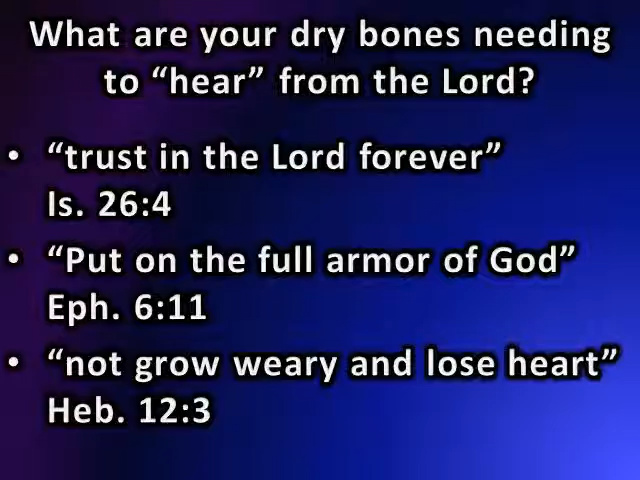 What are your dry bones needing
to “hear” from the Lord?
• “trust in the Lord forever”
Is. 26:4
• “Put on the full armor of God”
Eph. 6:11
• “not grow weary and lose heart”
Heb. 12:3